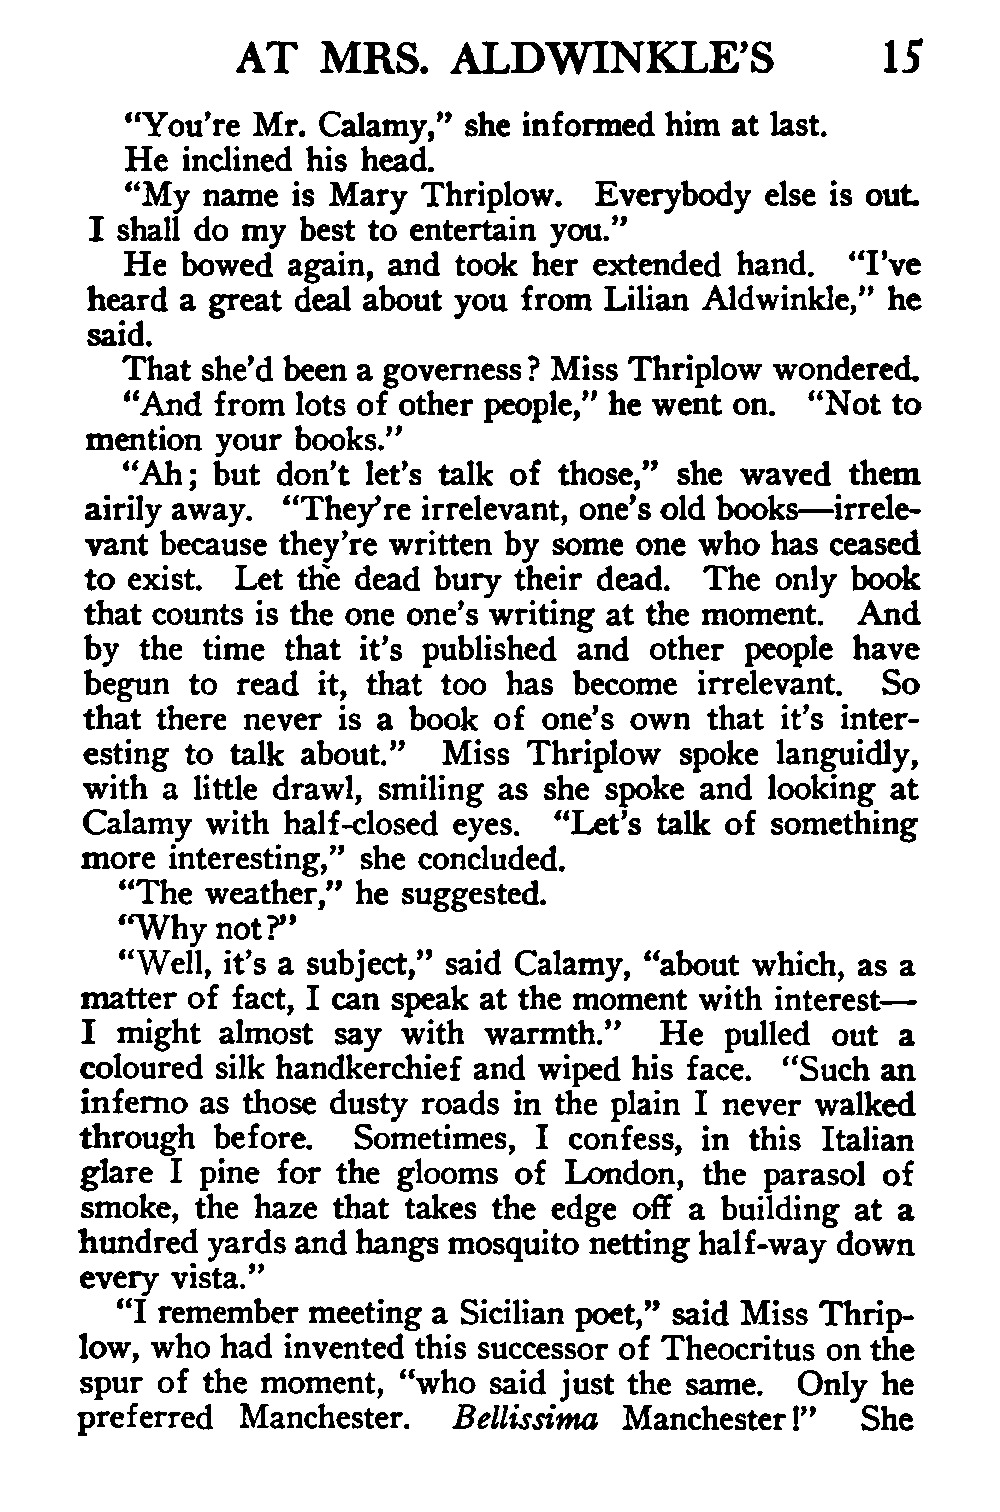 AT MRS. ALDWINKLE'S 15
"You're Mr. Calamy," she informed him at last.
He inclined his head.
"My name is Mary Thriplow. Everybody else is out.
I shall do my best to entertain you."
He bowed again, and took her extended hand. "I've
heard a great deal about you from Lilian Aldwinkle," he
said.
That she'd been a governess? Miss Thriplow wondered.
"And from lots of other people," he went on. "Not to
mention your books."
"Ah; but don't let's talk of those," she waved them
airily away. "They're irrelevant, one's old books—irrele-
vant because they're written by some one who has ceased
to exist. Let the dead bury their dead. The only book
that counts is the one one's writing at the moment. And
by the time that it's published and other people have
begun to read it, that too has become irrelevant. So
that there never is a book of one's own that it's inter-
esting to talk about." Miss Thriplow spoke languidly,
with a little drawl, smiling as she spoke and looking at
Calamy with half-closed eyes. "Let's talk of something
more interesting," she concluded.
"The weather," he suggested.
"Why not?"
"Well, it's a subject," said Calamy, "about which, as a
matter of fact, I can speak at the moment with interest—
I might almost say with warmth." He pulled out a
coloured silk handkerchief and wiped his face. "Such an
inferno as those dusty roads in the plain I never walked
through before. Sometimes, I confess, in this Italian
glare I pine for the glooms of London, the parasol of
smoke, the haze that takes the edge off a building at a
hundred yards and hangs mosquito netting half-way down
every vista."
"I remember meeting a Sicilian poet," said Miss Thrip-
low, who had invented this successor of Theocritus on the
spur of the moment, "who said just the same. Only he
preferred Manchester. Bellissima Manchester!" She